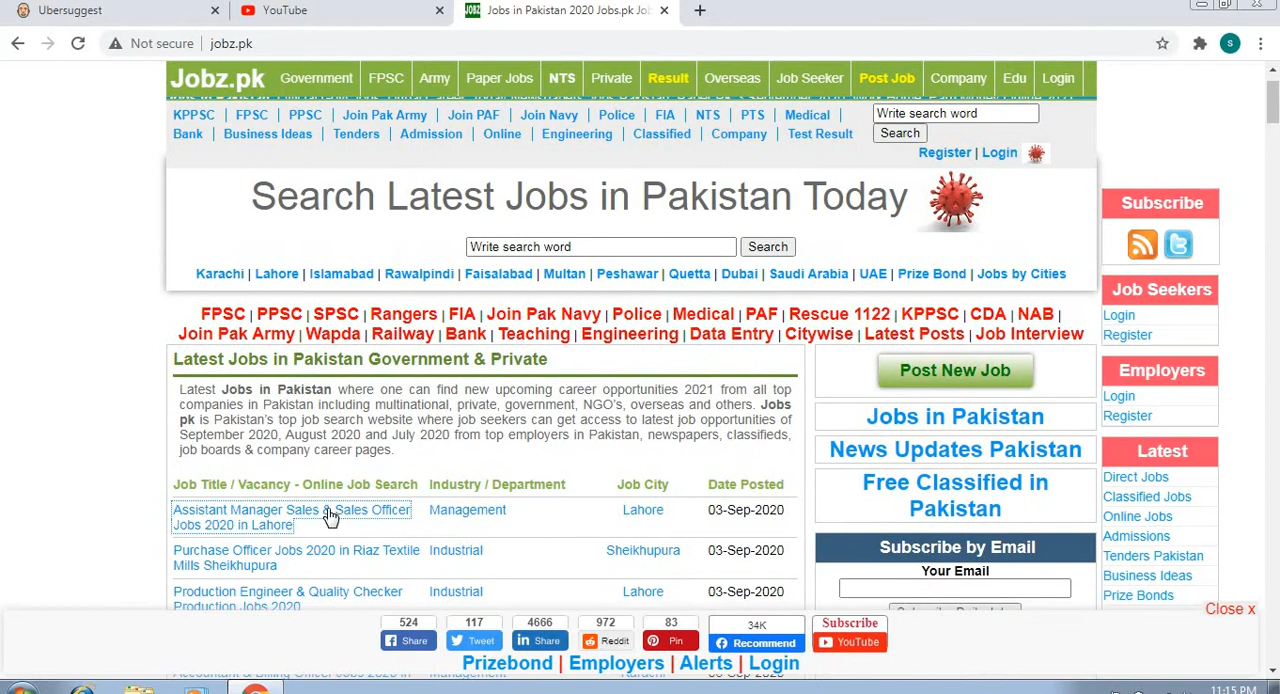 Ubersuggest
YouTube
Jobs in Pakistan 2020 Jobs.pk Job
Not secure jobz.pk
S
Jobz.pk Government FPSC Army Paper Jobs NTS Private Result Overseas Job Seeker Post Job Company Edu Login
KPPSC | FPSC | PPSC | Join Pak Army | Join PAF | Join Navy | Police | FIA | NTS | PTS | Medical |
Bank | Business Ideas | Tenders | Admission | Online | Engineering | Classified | Company | Test Result
Write search word
Search
Register | Login
Search Latest Jobs in Pakistan Today
Write search word Search
Karachi | Lahore | Islamabad | Rawalpindi | Faisalabad | Multan | Peshawar | Quetta | Dubai | Saudi Arabia | UAE | Prize Bond | Jobs by Cities
FPSC | PPSC | SPSC | Rangers | FIA | Join Pak Navy | Police | Medical | PAF | Rescue 1122 | KPPSC | CDA | NAB |
Join Pak Army | Wapda | Railway | Bank | Teaching | Engineering | Data Entry | Citywise | Latest Posts | Job Interview
Latest Jobs in Pakistan Government & Private
Latest Jobs in Pakistan where one can find new upcoming career opportunities 2021 from all top
companies in Pakistan including multinational, private, government, NGO's, overseas and others. Jobs
pk is Pakistan's top job search website where job seekers can get access to latest job opportunities of
September 2020, August 2020 and July 2020 from top employers in Pakistan, newspapers, classifieds,
job boards & company career pages.
Job Title / Vacancy - Online Job Search Industry / Department Job City Date Posted
Assistant Manager Sales & Sales Officer Management Lahore 03-Sep-2020
Jobs 2020 in Lahore
Purchase Officer Jobs 2020 in Riaz Textile Industrial Sheikhupura 03-Sep-2020
Mills Sheikhupura
Production Engineer & Quality Checker Industrial Lahore 03-Sep-2020
Production Jobs 2020
Post New Job
Jobs in Pakistan
News Updates Pakistan
Free Classified in
Pakistan
Subscribe by Email
Your Email
Subscribe
Job Seekers
Login
Register
Employers
Login
Register
Latest
Direct Jobs
Classified Jobs
Online Jobs
Admissions
Tenders Pakistan
Business Ideas
Prize Bonds
Close x
524 117 4666 972 83 34K Subscribe
Share Tweet Share Reddit Pin Recommend YouTube
Prizebond | Employers | Alerts | Login
11:15 PM